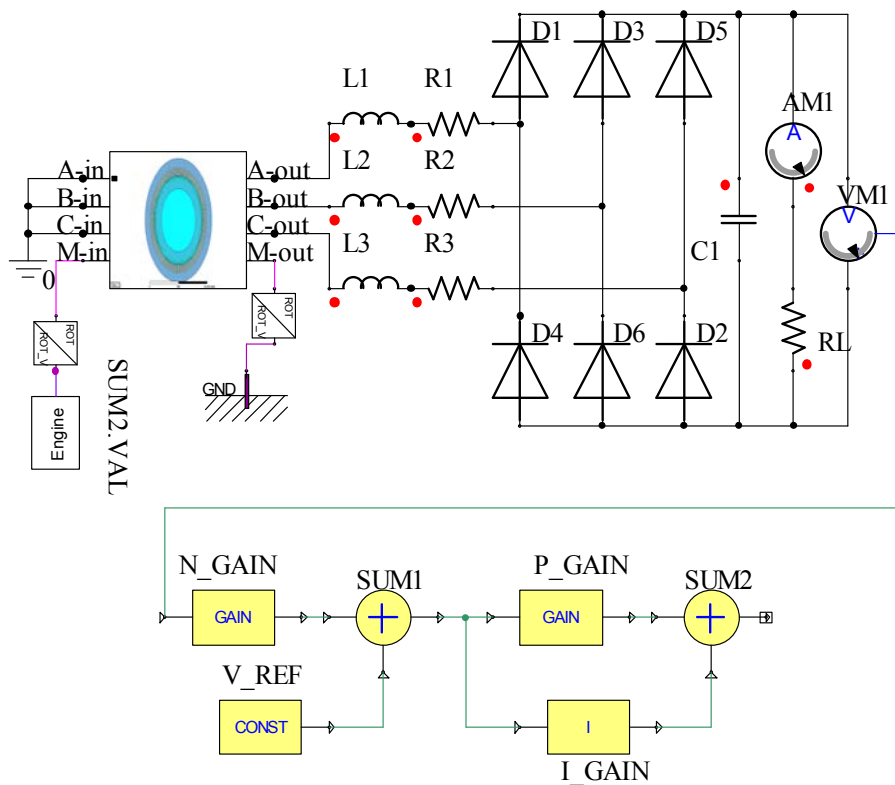 D1 D3 D5
L1 R1
AM1
A
L2 R2
A-in A-out
B-in B-out
VM1
V
C-in C-out
L3 R3
M-in M-out
C1
0
ROT
ROT_V
ROT
ROT_V
D4 D6 D2
RL
SUM2.VAL
GND
Engine
N_GAIN SUM1 P_GAIN SUM2
GAIN + GAIN +
V_REF
CONST I
I_GAIN